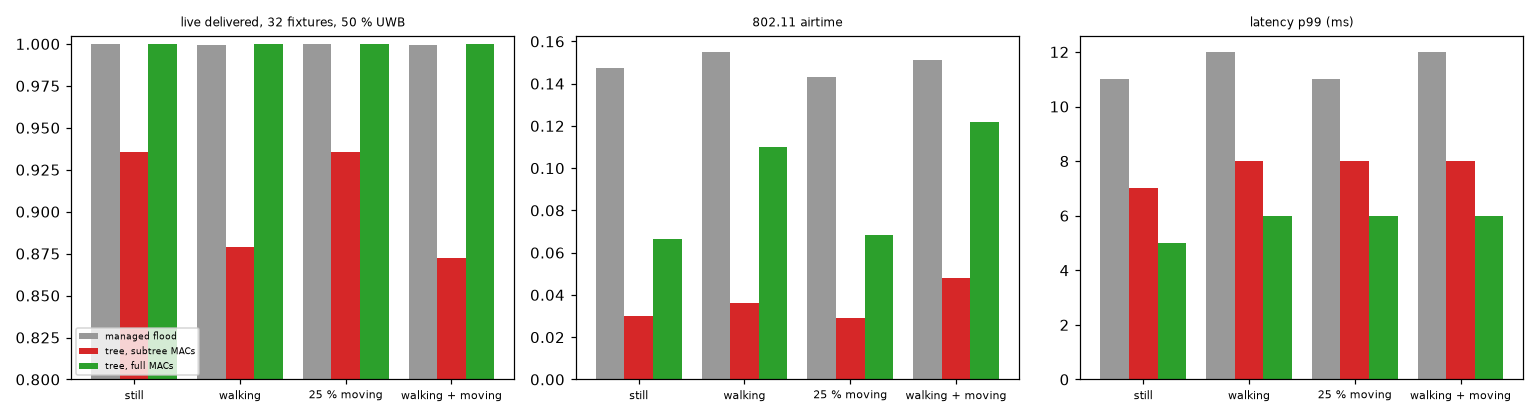 live delivered, 32 fixtures, 50 % UWB
1.000
0.975
0.950
0.925
0.900
0.875
0.850
0.825
0.800
managed flood
tree, subtree MACs
tree, full MACs
still
walking
25 % moving
walking + moving
802.11 airtime
0.16
0.14
0.12
0.10
0.08
0.06
0.04
0.02
0.00
still
walking
25 % moving
walking + moving
latency p99 (ms)
12
10
8
6
4
2
0
still
walking
25 % moving
walking + moving